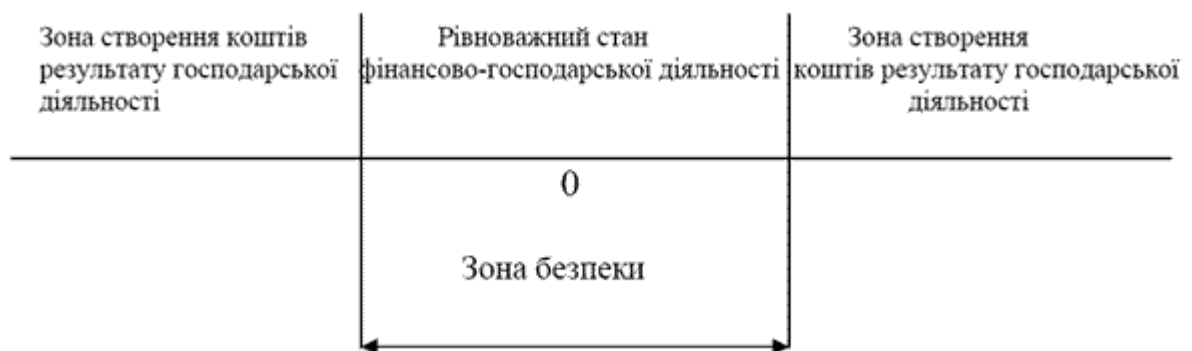 Зона створення коштів
результату господарської
діяльності
Рівноважний стан
фінансово-господарської діяльності
Зона створення
коштів результату господарської
діяльності
0
Зона безпеки